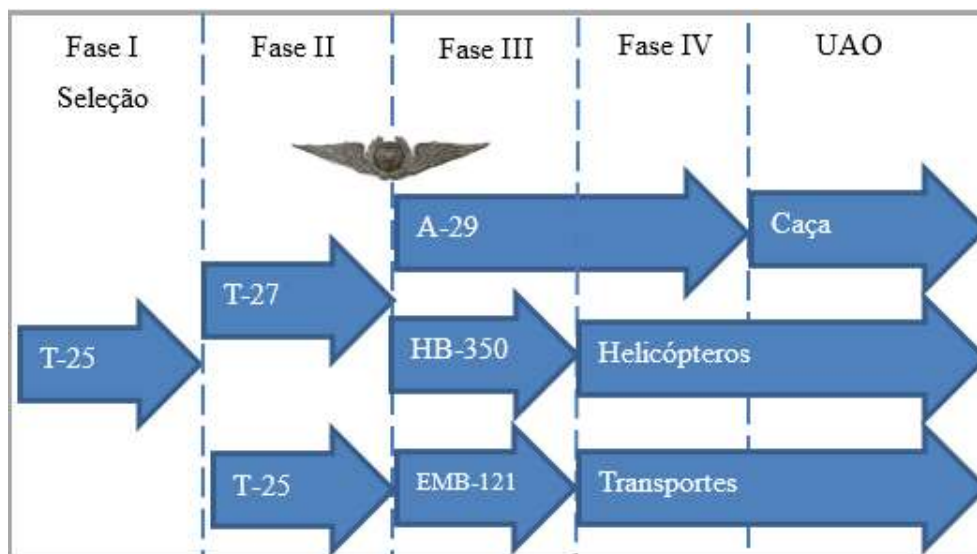 Fase I
Seleção
Fase II
Fase III
Fase IV
UAO
A-29
Caça
T-27
T-25
HB-350
Helicópteros
T-25
EMB-121
Transportes